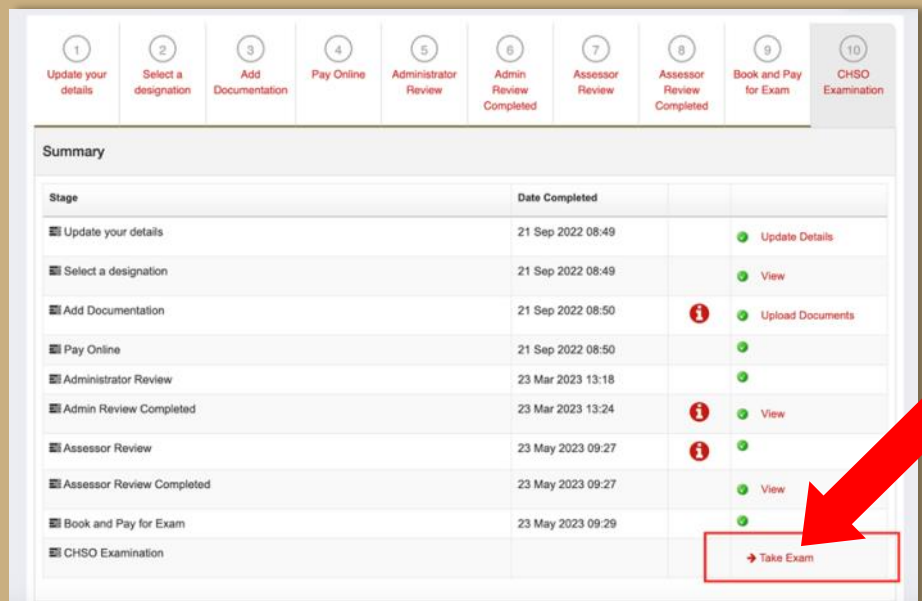 1
Update your
details
2
Select a
designation
3
Add
Documentation
4
Pay Online
5
Administrator
Review
6
Admin
Review
Completed
7
Assessor
Review
8
Assessor
Review
Completed
9
Book and Pay
for Exam
10
CHSO
Examination
Summary
Stage Date Completed
Update your details 21 Sep 2022 08:49 Update Details
Select a designation 21 Sep 2022 08:49 View
Add Documentation 21 Sep 2022 08:50 i Upload Documents
Pay Online 21 Sep 2022 08:50
Administrator Review 23 Mar 2023 13:18
Admin Review Completed 23 Mar 2023 13:24 i View
Assessor Review 23 May 2023 09:27 i
Assessor Review Completed 23 May 2023 09:27 View
Book and Pay for Exam 23 May 2023 09:29
CHSO Examination → Take Exam